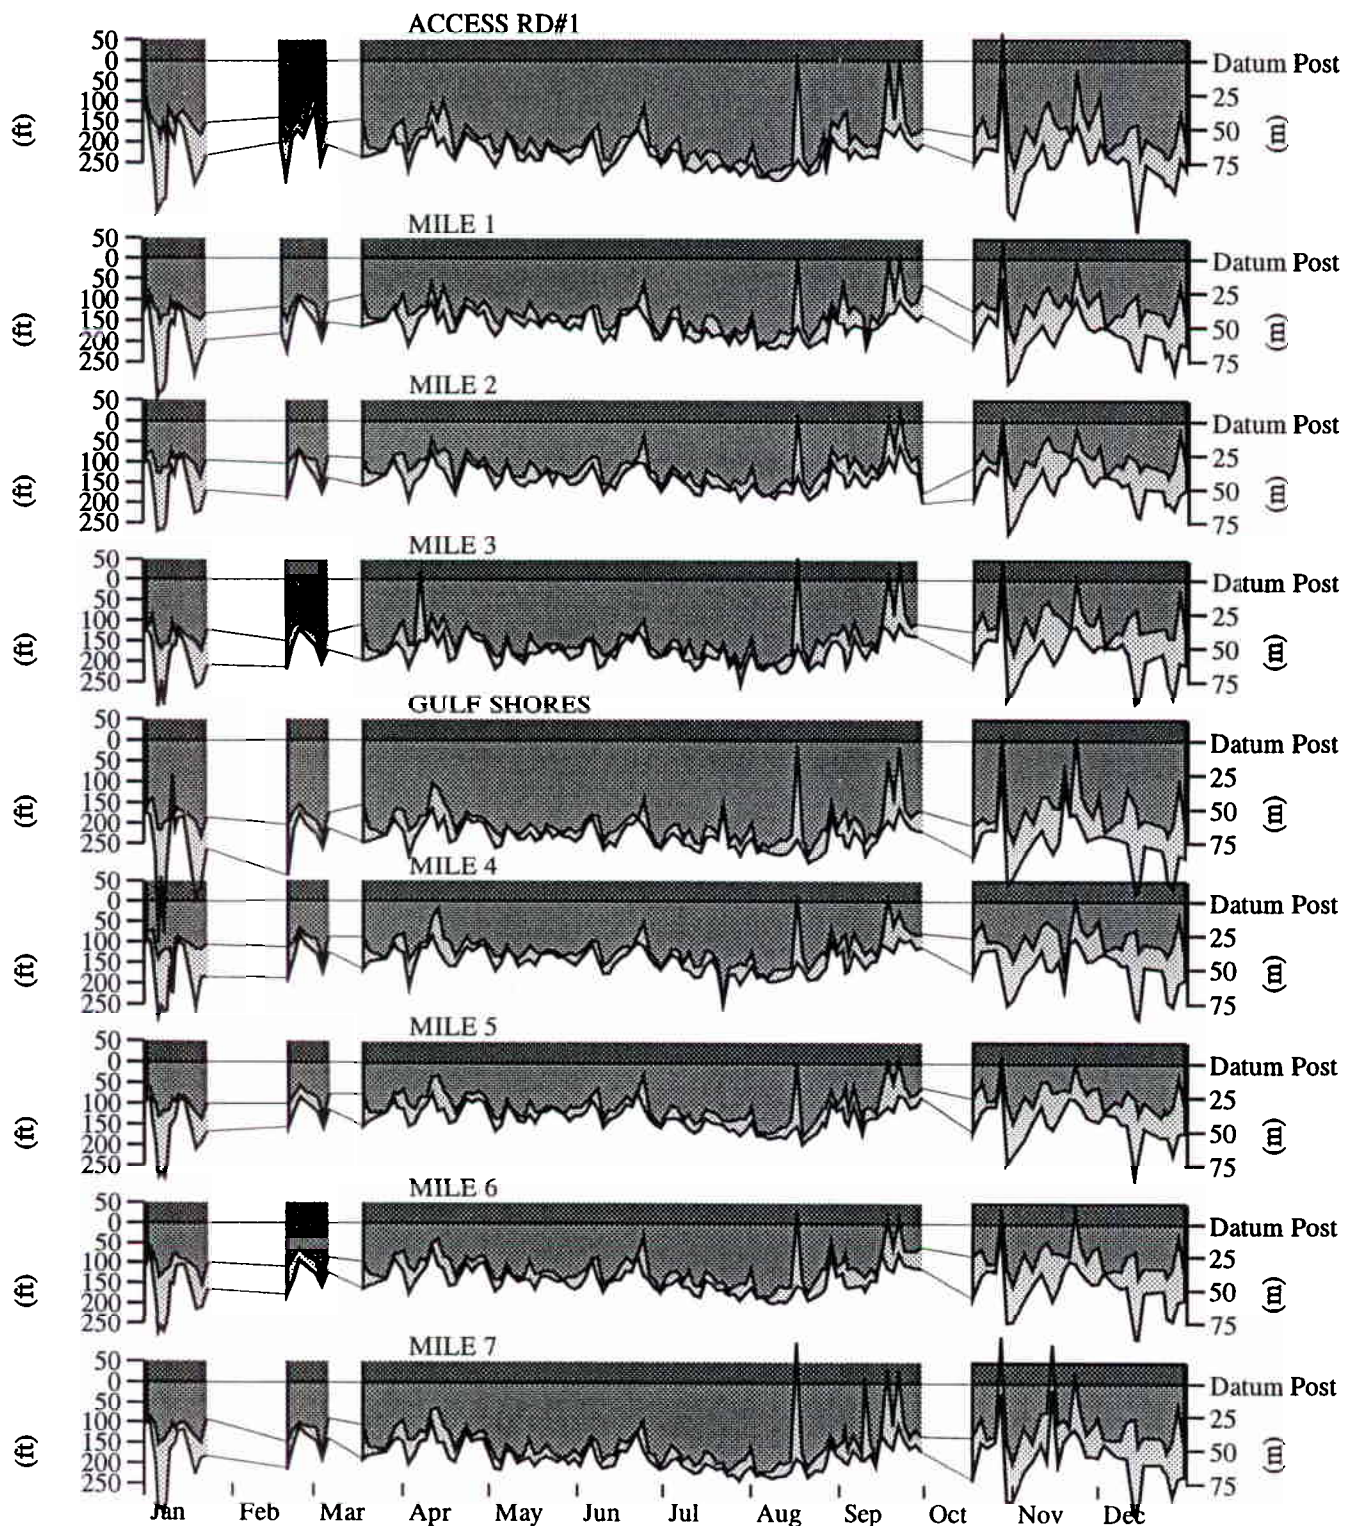 ACCESS RD#1
50
0
50
100
150
200
250
(ft)
Datum Post
25
50
75
(m)
MILE 1
50
0
50
100
150
200
250
(ft)
Datum Post
25
50
75
(m)
MILE 2
50
0
50
100
150
200
250
(ft)
Datum Post
25
50
75
(m)
MILE 3
50
0
50
100
150
200
250
(ft)
Datum Post
25
50
75
(m)
GULF SHORES
50
0
50
100
150
200
250
(ft)
Datum Post
25
50
75
(m)
MILE 4
50
0
50
100
150
200
250
(ft)
Datum Post
25
50
75
(m)
MILE 5
50
0
50
100
150
200
250
(ft)
Datum Post
25
50
75
(m)
MILE 6
50
0
50
100
150
200
250
(ft)
Datum Post
25
50
75
(m)
MILE 7
50
0
50
100
150
200
250
(ft)
Datum Post
25
50
75
(m)
Jan Feb Mar Apr May Jun Jul Aug Sep Oct Nov Dec